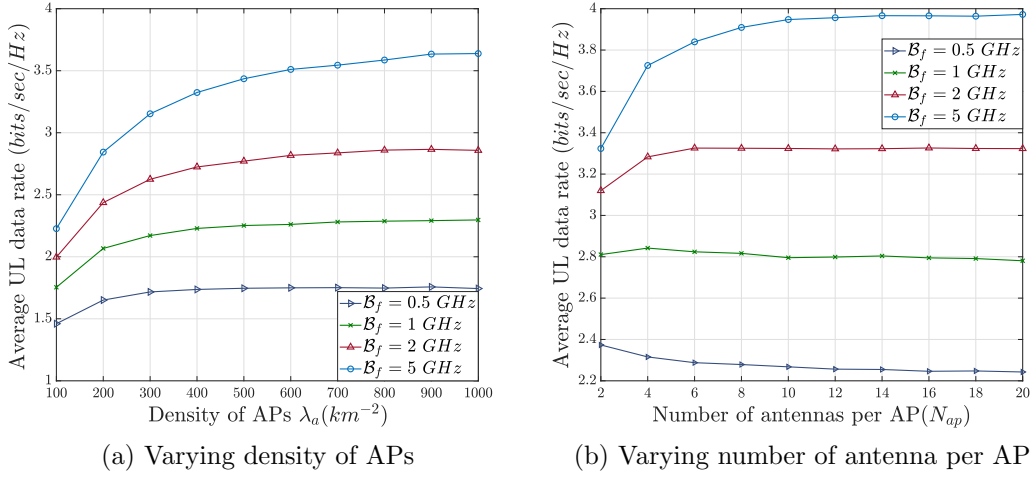 Average UL data rate (bits/sec/Hz)
4
3.5
3
2.5
2
1.5
1
100 200 300 400 500 600 700 800 900 1000
Density of APs λ_a(km⁻²)
B_f = 0.5 GHz
B_f = 1 GHz
B_f = 2 GHz
B_f = 5 GHz
(a) Varying density of APs
Average UL data rate (bits/sec/Hz)
4
3.8
3.6
3.4
3.2
3
2.8
2.6
2.4
2.2
2 4 6 8 10 12 14 16 18 20
Number of antennas per AP(N_ap)
B_f = 0.5 GHz
B_f = 1 GHz
B_f = 2 GHz
B_f = 5 GHz
(b) Varying number of antenna per AP